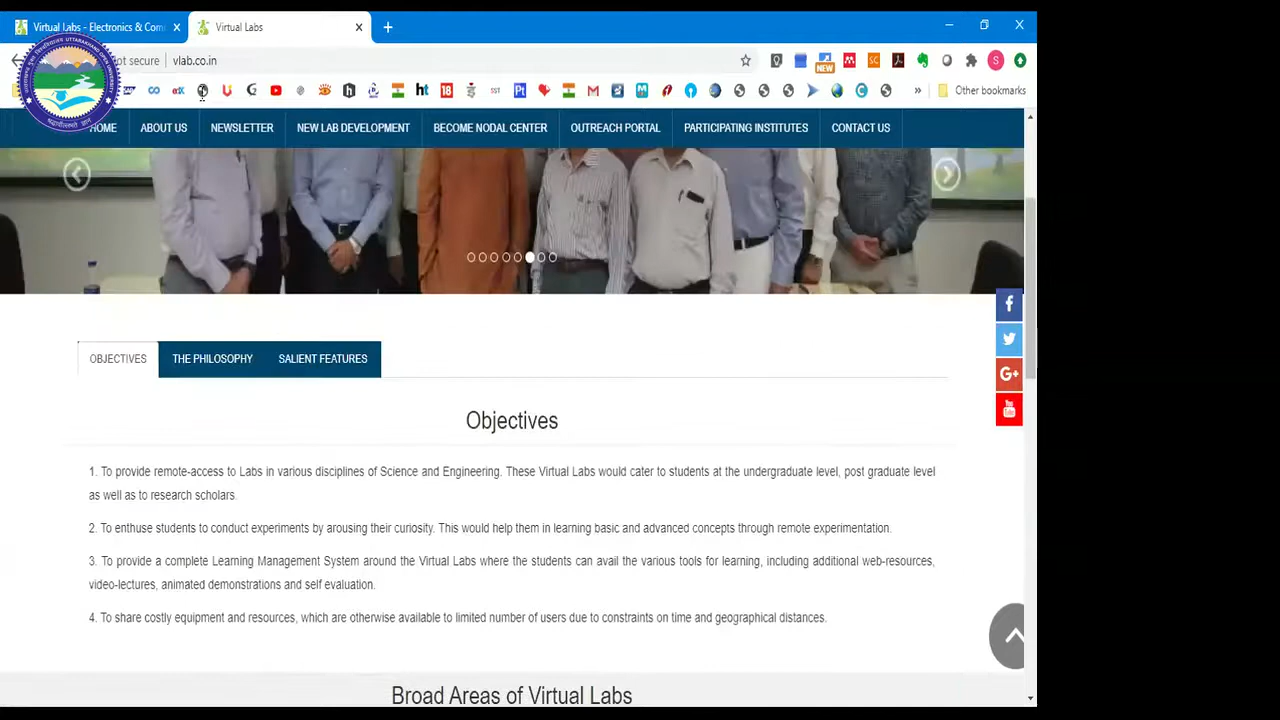 Virtual Labs - Electronics & Com
Virtual Labs
ot secure
vlab.co.in
NEW
ht
18
SST
Pt
S
Other bookmarks
HOME
ABOUT US
NEWSLETTER
NEW LAB DEVELOPMENT
BECOME NODAL CENTER
OUTREACH PORTAL
PARTICIPATING INSTITUTES
CONTACT US
OBJECTIVES
THE PHILOSOPHY
SALIENT FEATURES
Objectives
1. To provide remote-access to Labs in various disciplines of Science and Engineering. These Virtual Labs would cater to students at the undergraduate level, post graduate level
as well as to research scholars.
2. To enthuse students to conduct experiments by arousing their curiosity. This would help them in learning basic and advanced concepts through remote experimentation.
3. To provide a complete Learning Management System around the Virtual Labs where the students can avail the various tools for learning, including additional web-resources,
video-lectures, animated demonstrations and self evaluation.
4. To share costly equipment and resources, which are otherwise available to limited number of users due to constraints on time and geographical distances.
Broad Areas of Virtual Labs